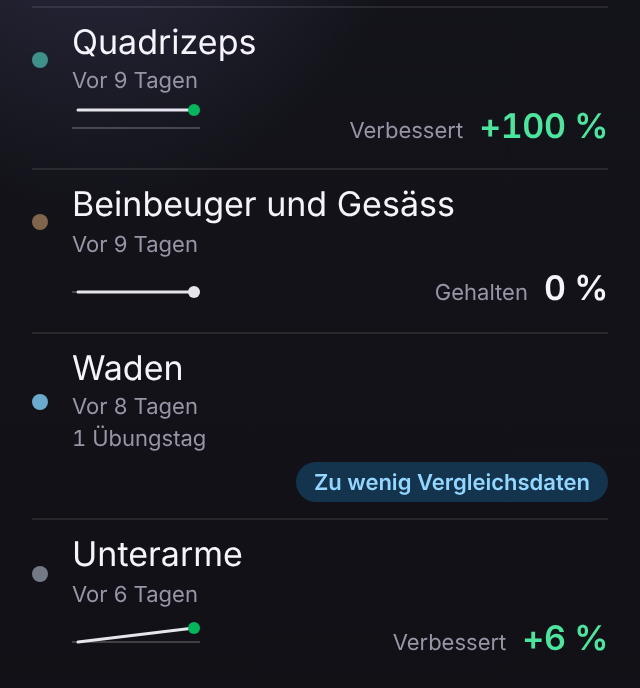 Quadrizeps
Vor 9 Tagen
Verbessert +100 %
Beinbeuger und Gesäss
Vor 9 Tagen
Gehalten 0 %
Waden
Vor 8 Tagen
1 Übungstag
Zu wenig Vergleichsdaten
Unterarme
Vor 6 Tagen
Verbessert +6 %